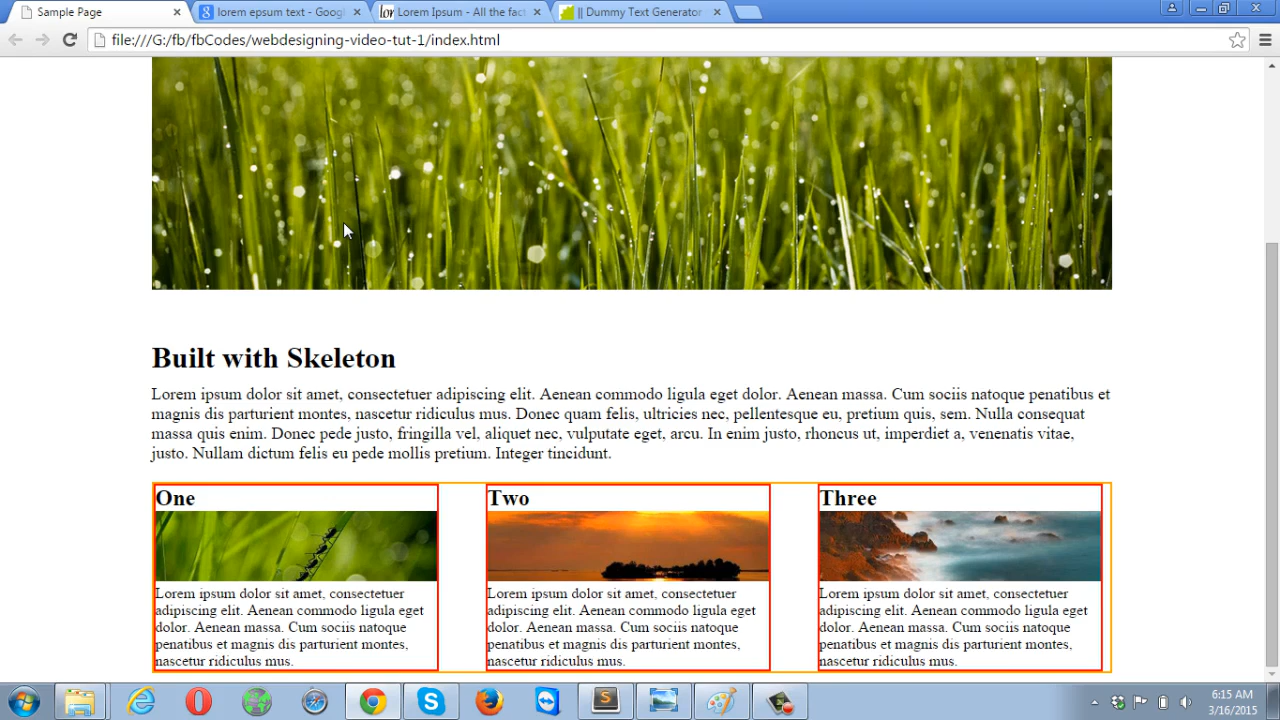 Sample Page
lorem epsum text - Googl
Lorem Ipsum - All the fact
|| Dummy Text Generator
file:///G:/fb/fbCodes/webdesigning-video-tut-1/index.html
Built with Skeleton
Lorem ipsum dolor sit amet, consectetuer adipiscing elit. Aenean commodo ligula eget dolor. Aenean massa. Cum sociis natoque penatibus et
magnis dis parturient montes, nascetur ridiculus mus. Donec quam felis, ultricies nec, pellentesque eu, pretium quis, sem. Nulla consequat
massa quis enim. Donec pede justo, fringilla vel, aliquet nec, vulputate eget, arcu. In enim justo, rhoncus ut, imperdiet a, venenatis vitae,
justo. Nullam dictum felis eu pede mollis pretium. Integer tincidunt.
One
Lorem ipsum dolor sit amet, consectetuer
adipiscing elit. Aenean commodo ligula eget
dolor. Aenean massa. Cum sociis natoque
penatibus et magnis dis parturient montes,
nascetur ridiculus mus.
Two
Lorem ipsum dolor sit amet, consectetuer
adipiscing elit. Aenean commodo ligula eget
dolor. Aenean massa. Cum sociis natoque
penatibus et magnis dis parturient montes,
nascetur ridiculus mus.
Three
Lorem ipsum dolor sit amet, consectetuer
adipiscing elit. Aenean commodo ligula eget
dolor. Aenean massa. Cum sociis natoque
penatibus et magnis dis parturient montes,
nascetur ridiculus mus.
6:15 AM
3/16/2015